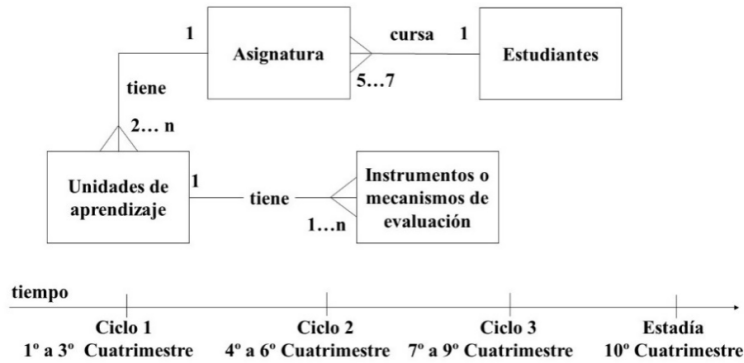 1
Asignatura
cursa
1
Estudiantes
5...7
tiene
2... n
Unidades de
aprendizaje
1
tiene
Instrumentos o
mecanismos de
evaluación
1...n
tiempo
Ciclo 1
1º a 3º Cuatrimestre
Ciclo 2
4º a 6º Cuatrimestre
Ciclo 3
7º a 9º Cuatrimestre
Estadía
10º Cuatrimestre